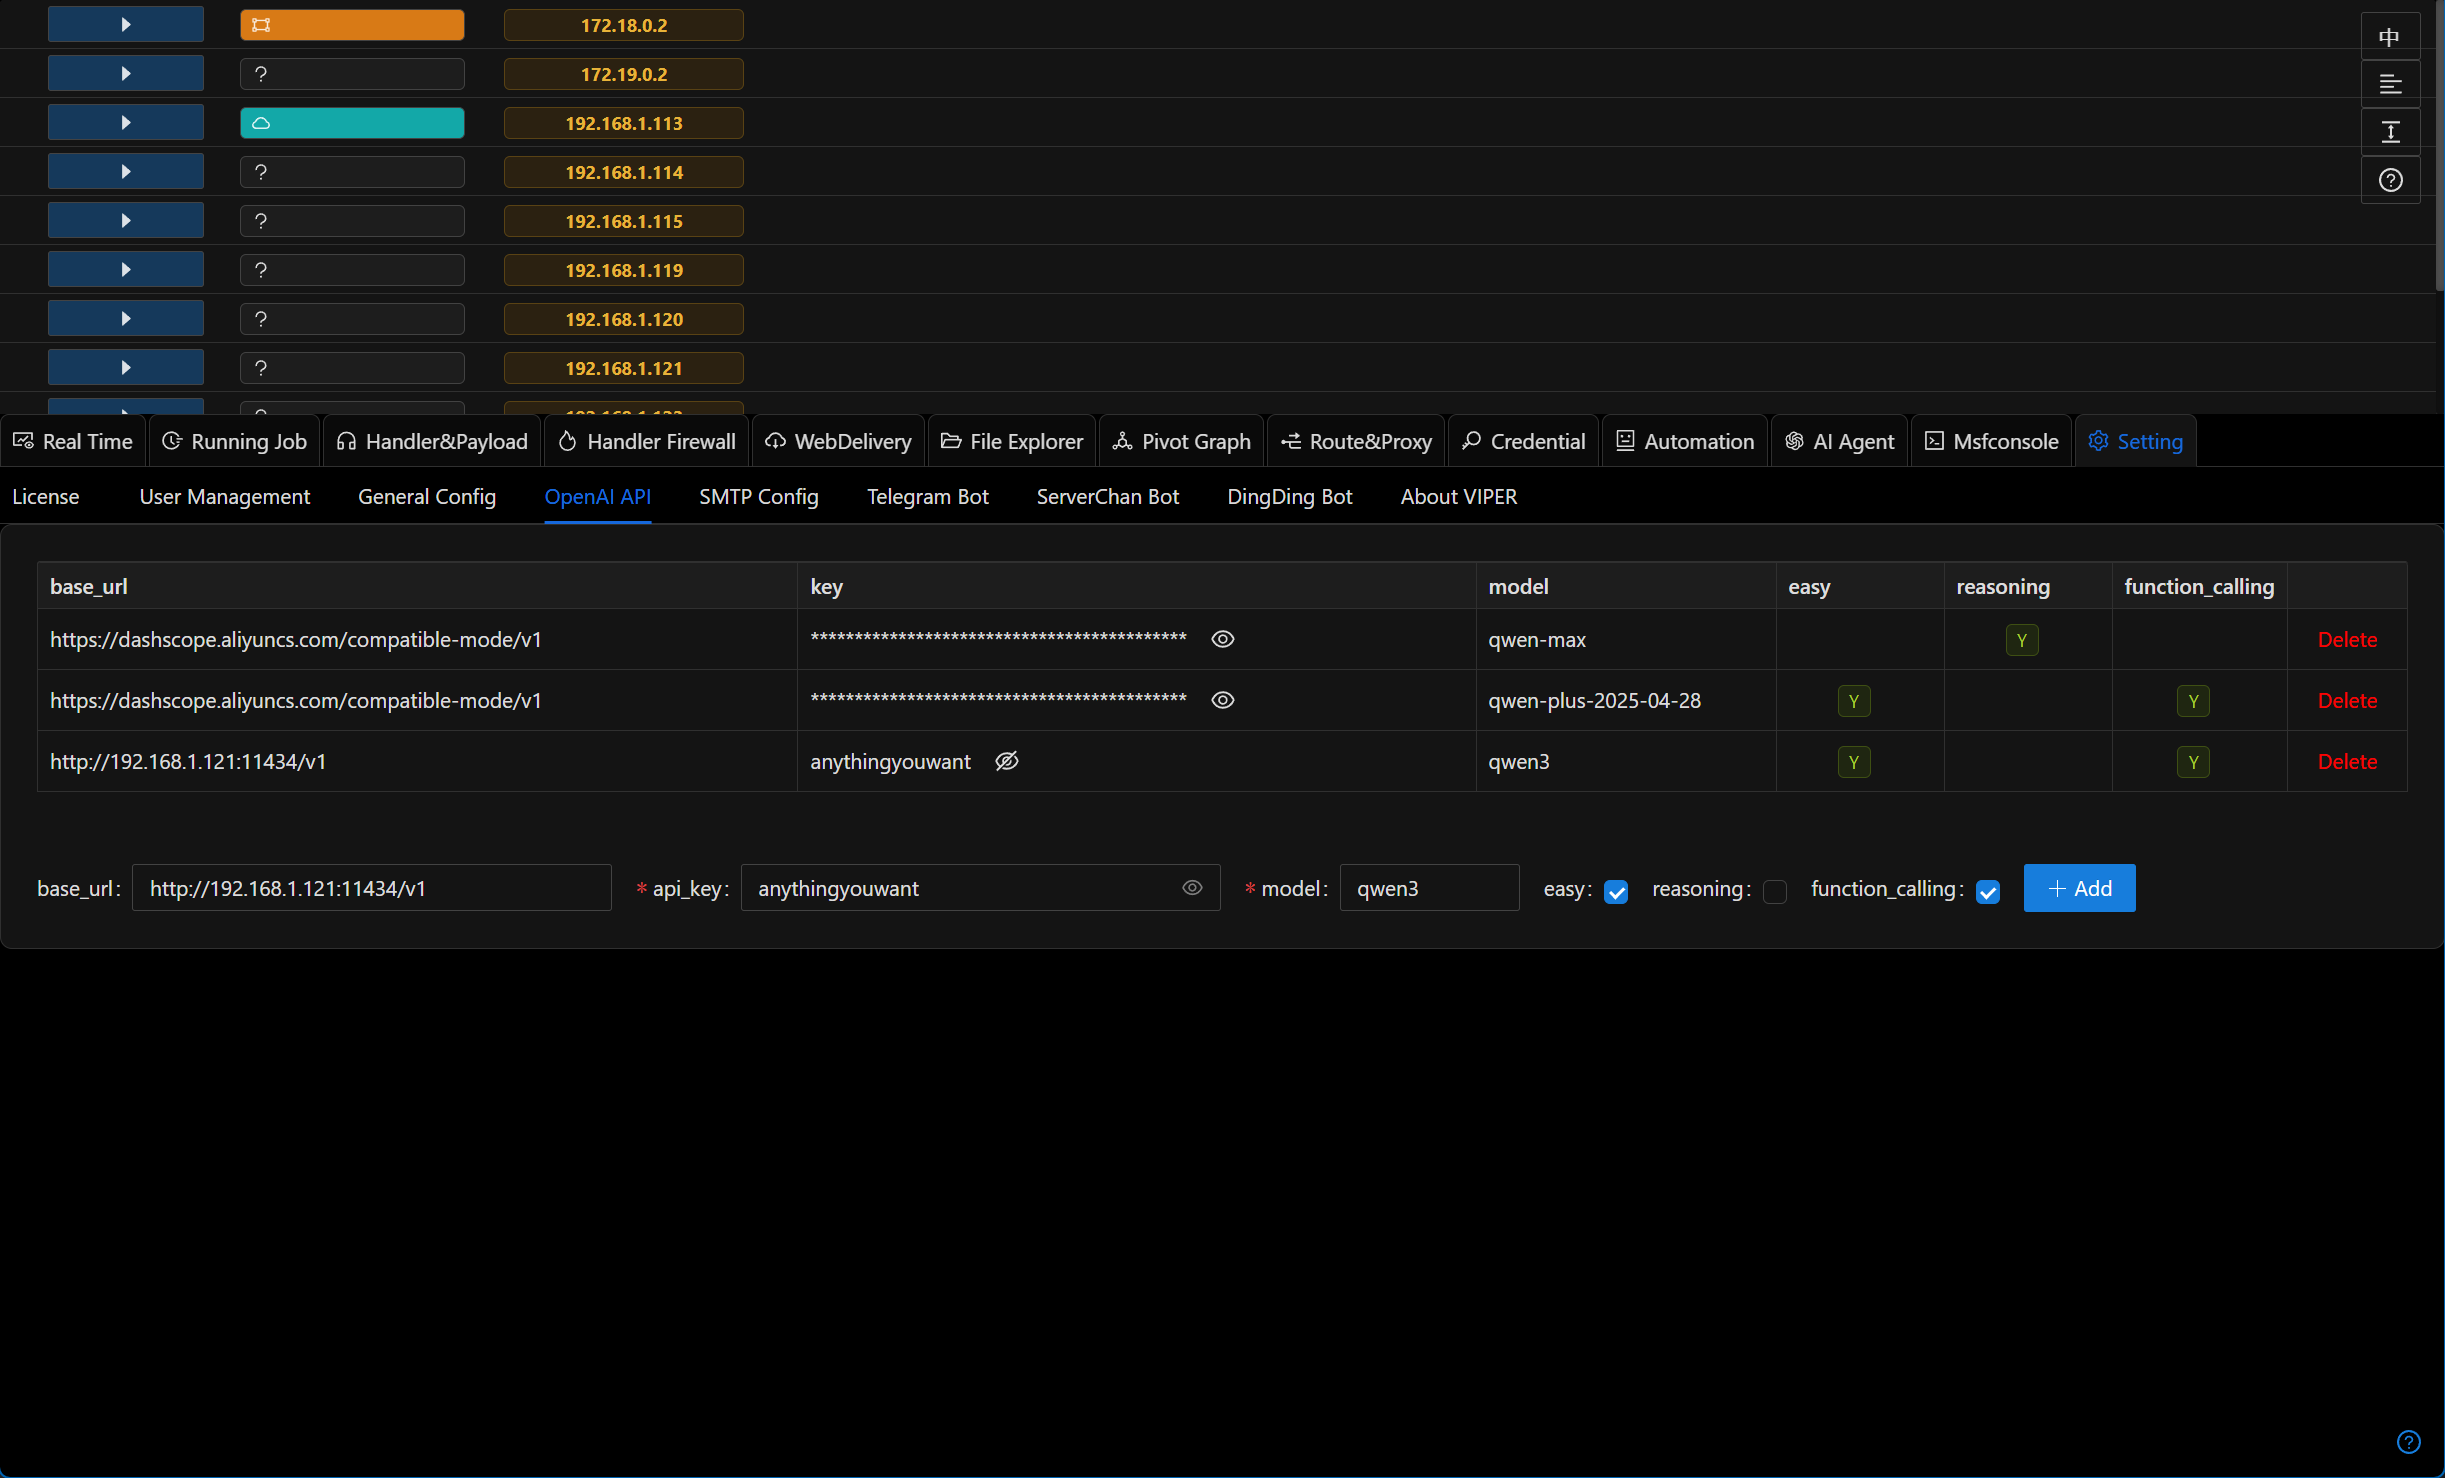 172.18.0.2
中
? 172.19.0.2
192.168.1.113
? 192.168.1.114
? 192.168.1.115
? 192.168.1.119
? 192.168.1.120
? 192.168.1.121
Real Time Running Job Handler&Payload Handler Firewall WebDelivery File Explorer Pivot Graph Route&Proxy Credential Automation AI Agent Msfconsole Setting
License User Management General Config OpenAI API SMTP Config Telegram Bot ServerChan Bot DingDing Bot About VIPER
base_url key model easy reasoning function_calling
https://dashscope.aliyuncs.com/compatible-mode/v1 ******************************************* qwen-max Y Delete
https://dashscope.aliyuncs.com/compatible-mode/v1 ******************************************* qwen-plus-2025-04-28 Y Y Delete
http://192.168.1.121:11434/v1 anythingyouwant qwen3 Y Y Delete
base_url: http://192.168.1.121:11434/v1 * api_key: anythingyouwant * model: qwen3 easy: reasoning: function_calling: + Add